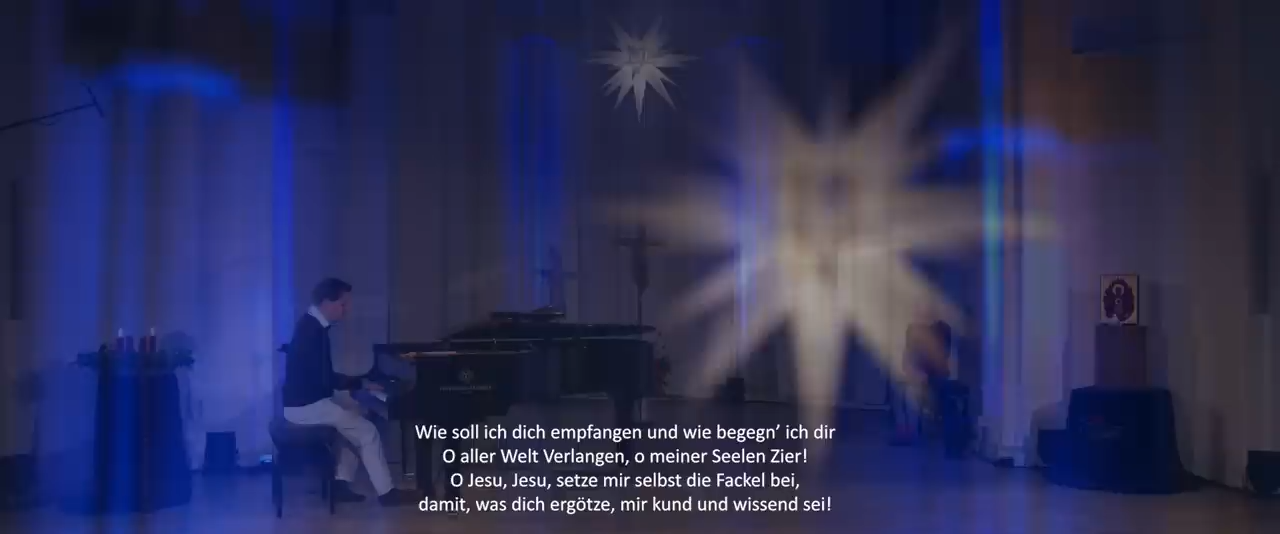 Wie soll ich dich empfangen und wie begegn’ ich dir
O aller Welt Verlangen, o meiner Seelen Zier!
O Jesu, Jesu, setze mir selbst die Fackel bei,
damit, was dich ergötze, mir kund und wissend sei!